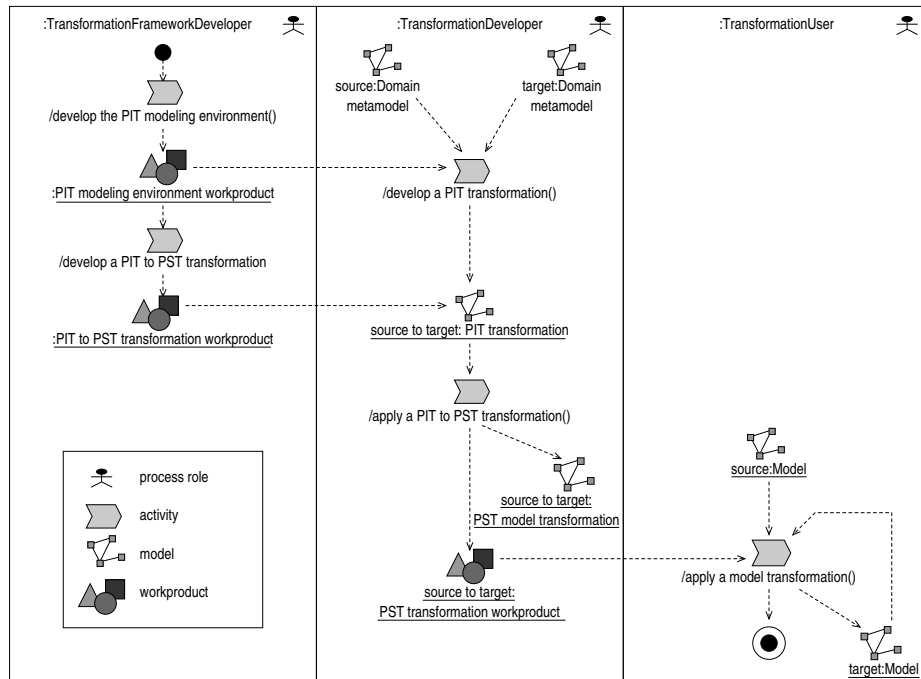 :TransformationFrameworkDeveloper
/develop the PIT modeling environment()
:PIT modeling environment workproduct
/develop a PIT to PST transformation
:PIT to PST transformation workproduct
process role
activity
model
workproduct
:TransformationDeveloper
source:Domain
metamodel
target:Domain
metamodel
/develop a PIT transformation()
source to target: PIT transformation
/apply a PIT to PST transformation()
source to target:
PST model transformation
source to target:
PST transformation workproduct
:TransformationUser
source:Model
/apply a model transformation()
target:Model